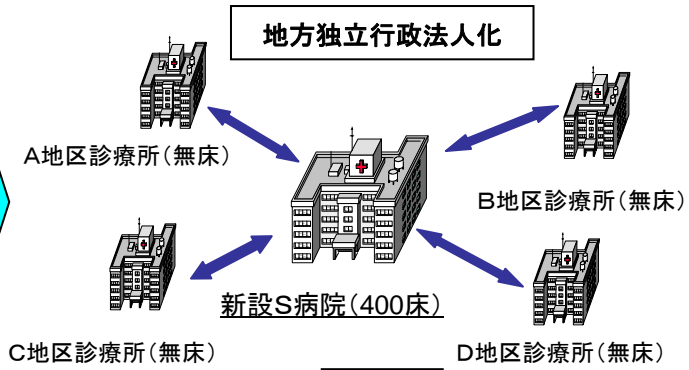 地方独立行政法人化
A地区診療所(無床)
B地区診療所(無床)
新設S病院(400床)
C地区診療所(無床)
D地区診療所(無床)